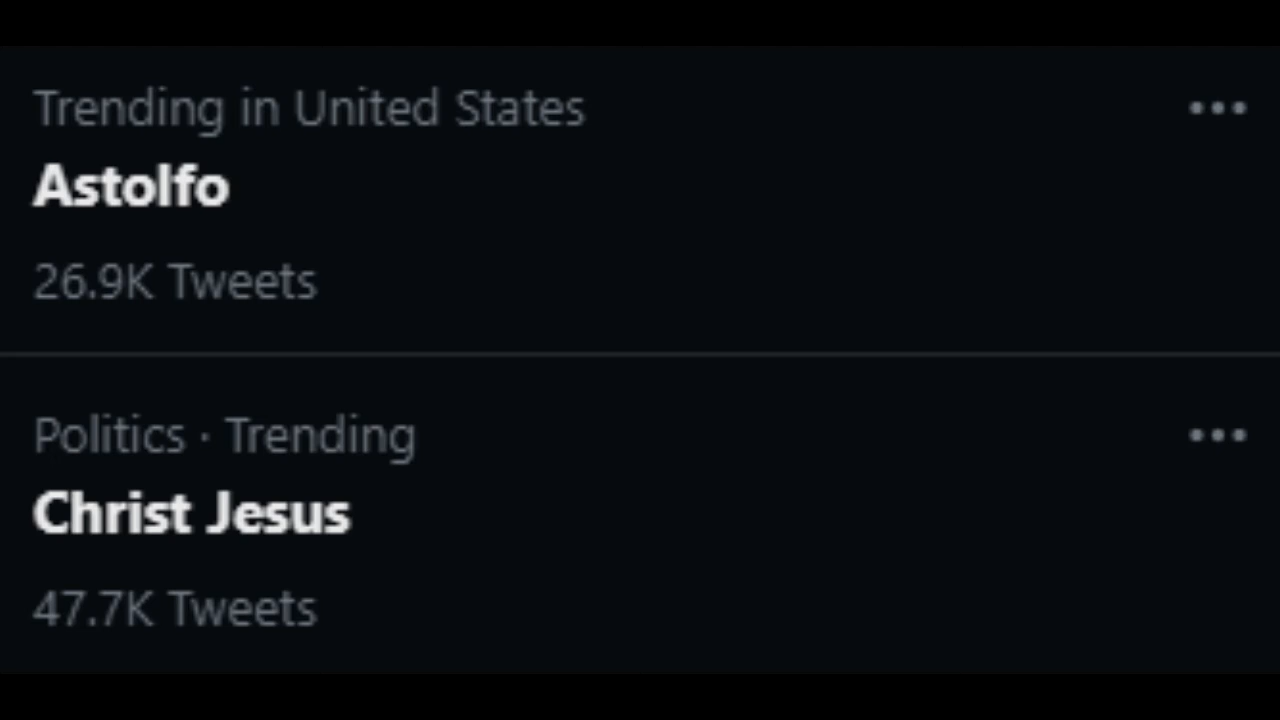 Trending in United States
Astolfo
26.9K Tweets
Politics · Trending
Christ Jesus
47.7K Tweets